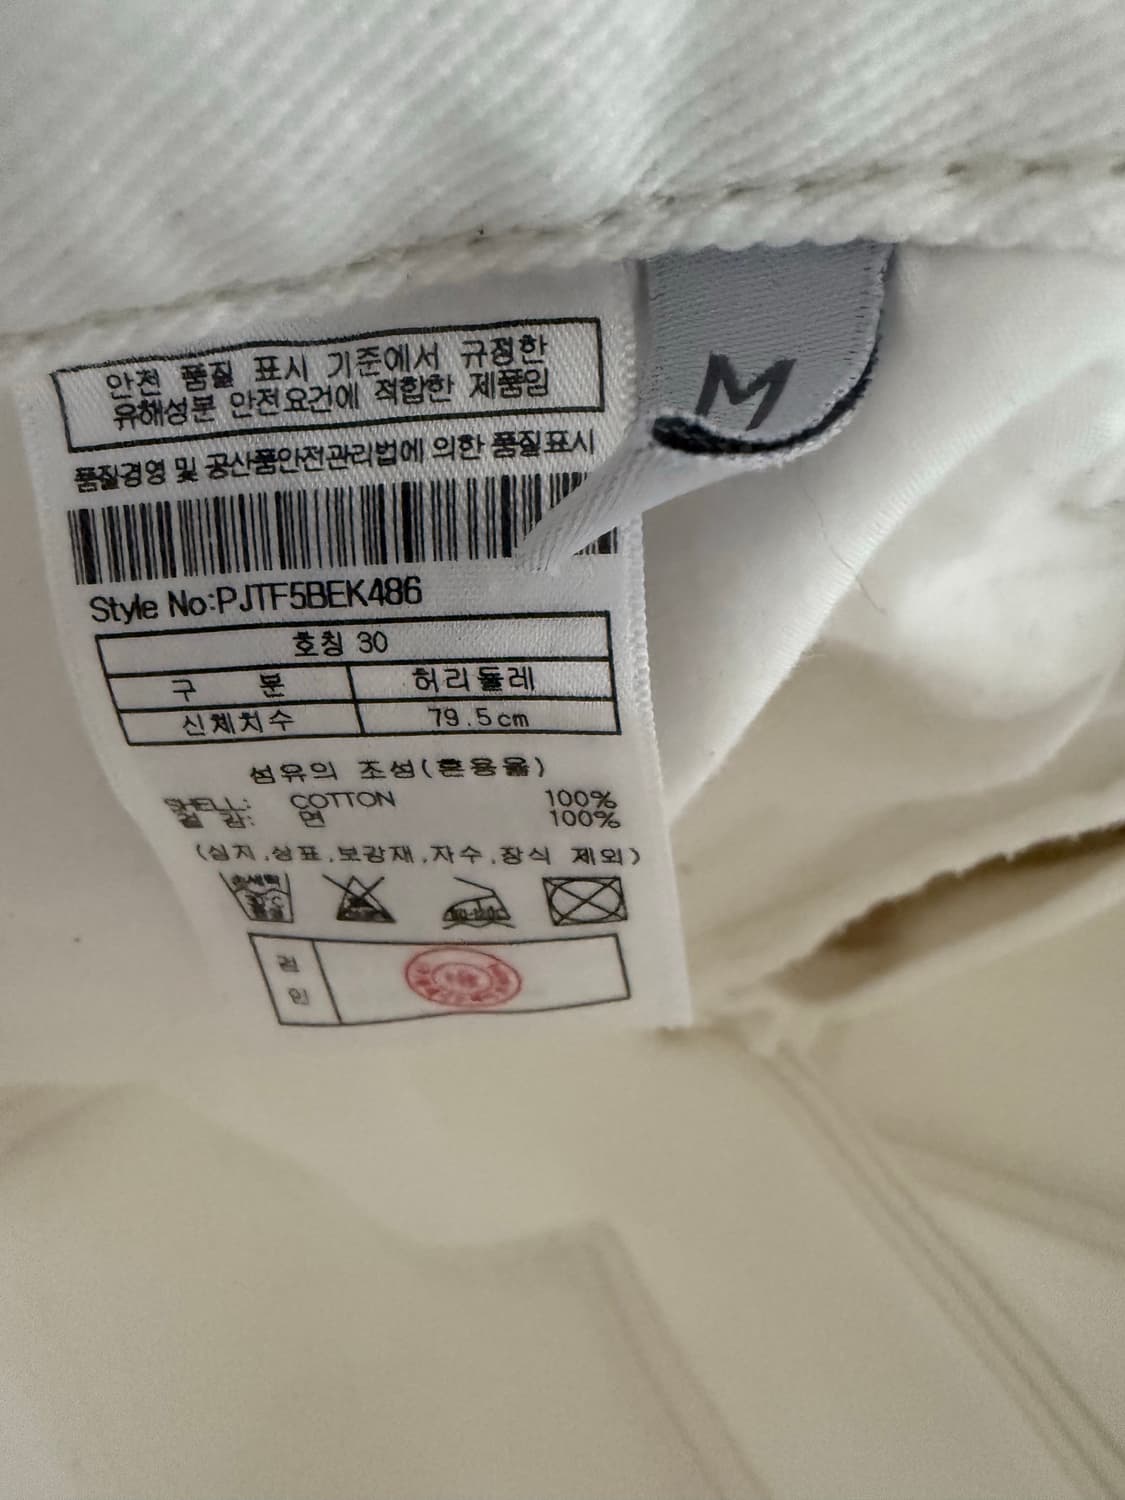 안전 품질 표시 기준에서 규정한
유해성분 안전요건에 적합한 제품임
품질경영 및 공산품안전관리법에 의한 품질표시
Style No:PJTF5BEK486
호칭 30
구 분 허리둘레
신체치수 79.5cm
섬유의 조성(혼용율)
SHELL: COTTON 100%
겉 감: 면 100%
(심지,상표,보강재,자수,장식 제외)
손세탁
검
인
M